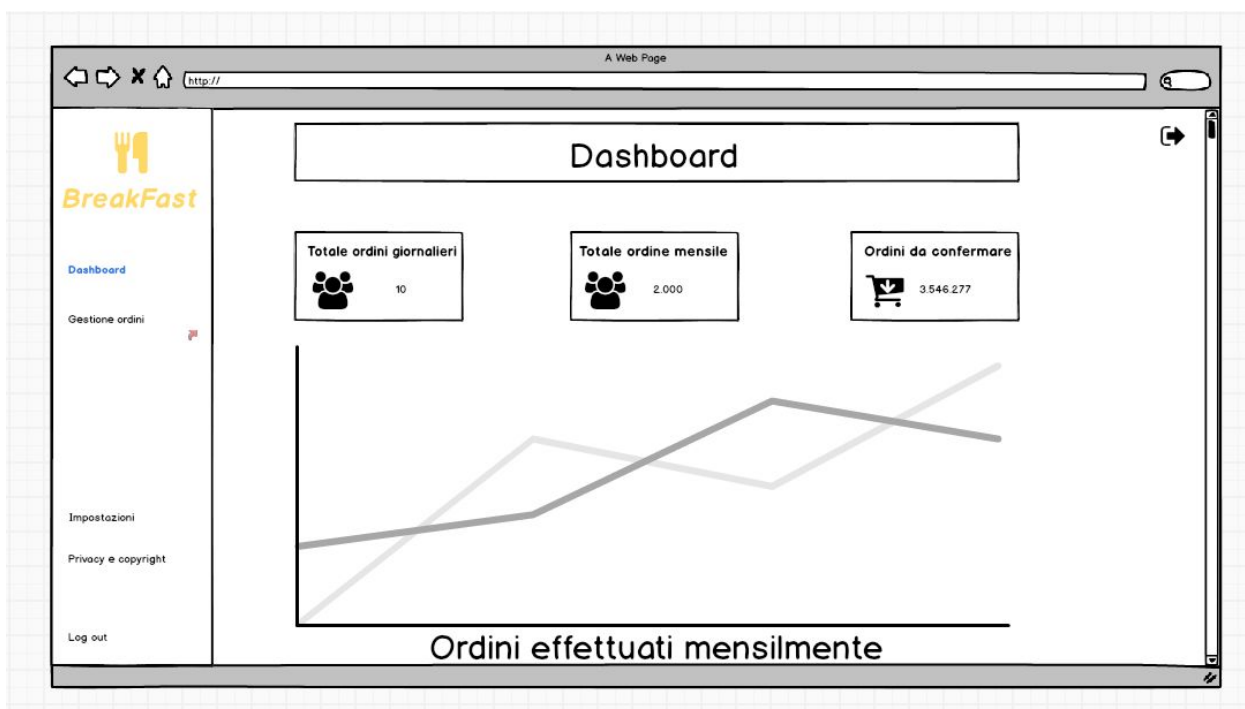 A Web Page
http://
BreakFast
Dashboard
Gestione ordini
Impostazioni
Privacy e copyright
Log out
Dashboard
Totale ordini giornalieri
10
Totale ordine mensile
2.000
Ordini da confermare
3.546.277
Ordini effettuati mensilmente